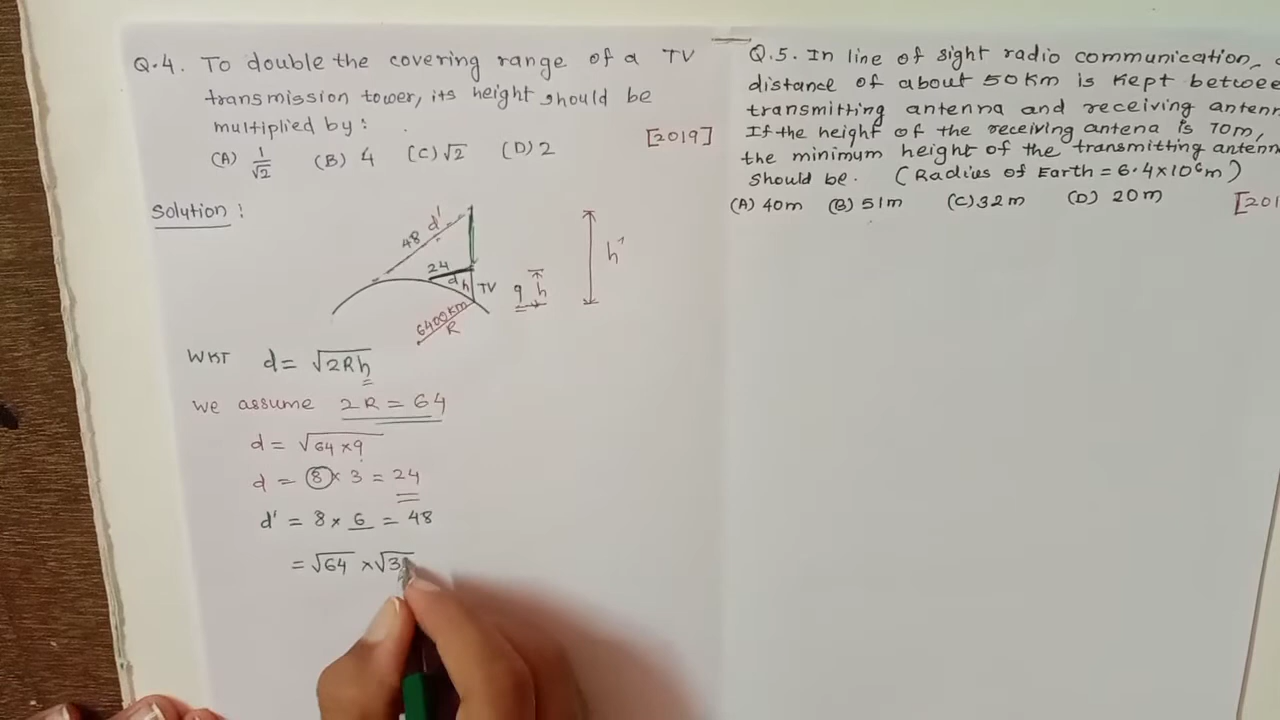 Q.4. To double the covering range of a TV
transmission tower, its height should be
multiplied by:
(A) 1/√2 (B) 4 (C) √2 (D) 2 [2019]
Solution:
48 d'
24
d h TV
9 h
h'
6400km
R
WKT d = √2Rh
we assume 2R = 64
d = √64×9
d = 8 × 3 = 24
d' = 8 × 6 = 48
= √64 × √3
Q.5. In line of sight radio communication,
distance of about 50km is kept betwee
transmitting antenna and receiving antenn
If the height of the receiving antena is 70m,
the minimum height of the transmitting antenn
should be. (Radius of Earth = 6.4×10⁶m)
(A) 40m (B) 51m (C) 32m (D) 20m [201